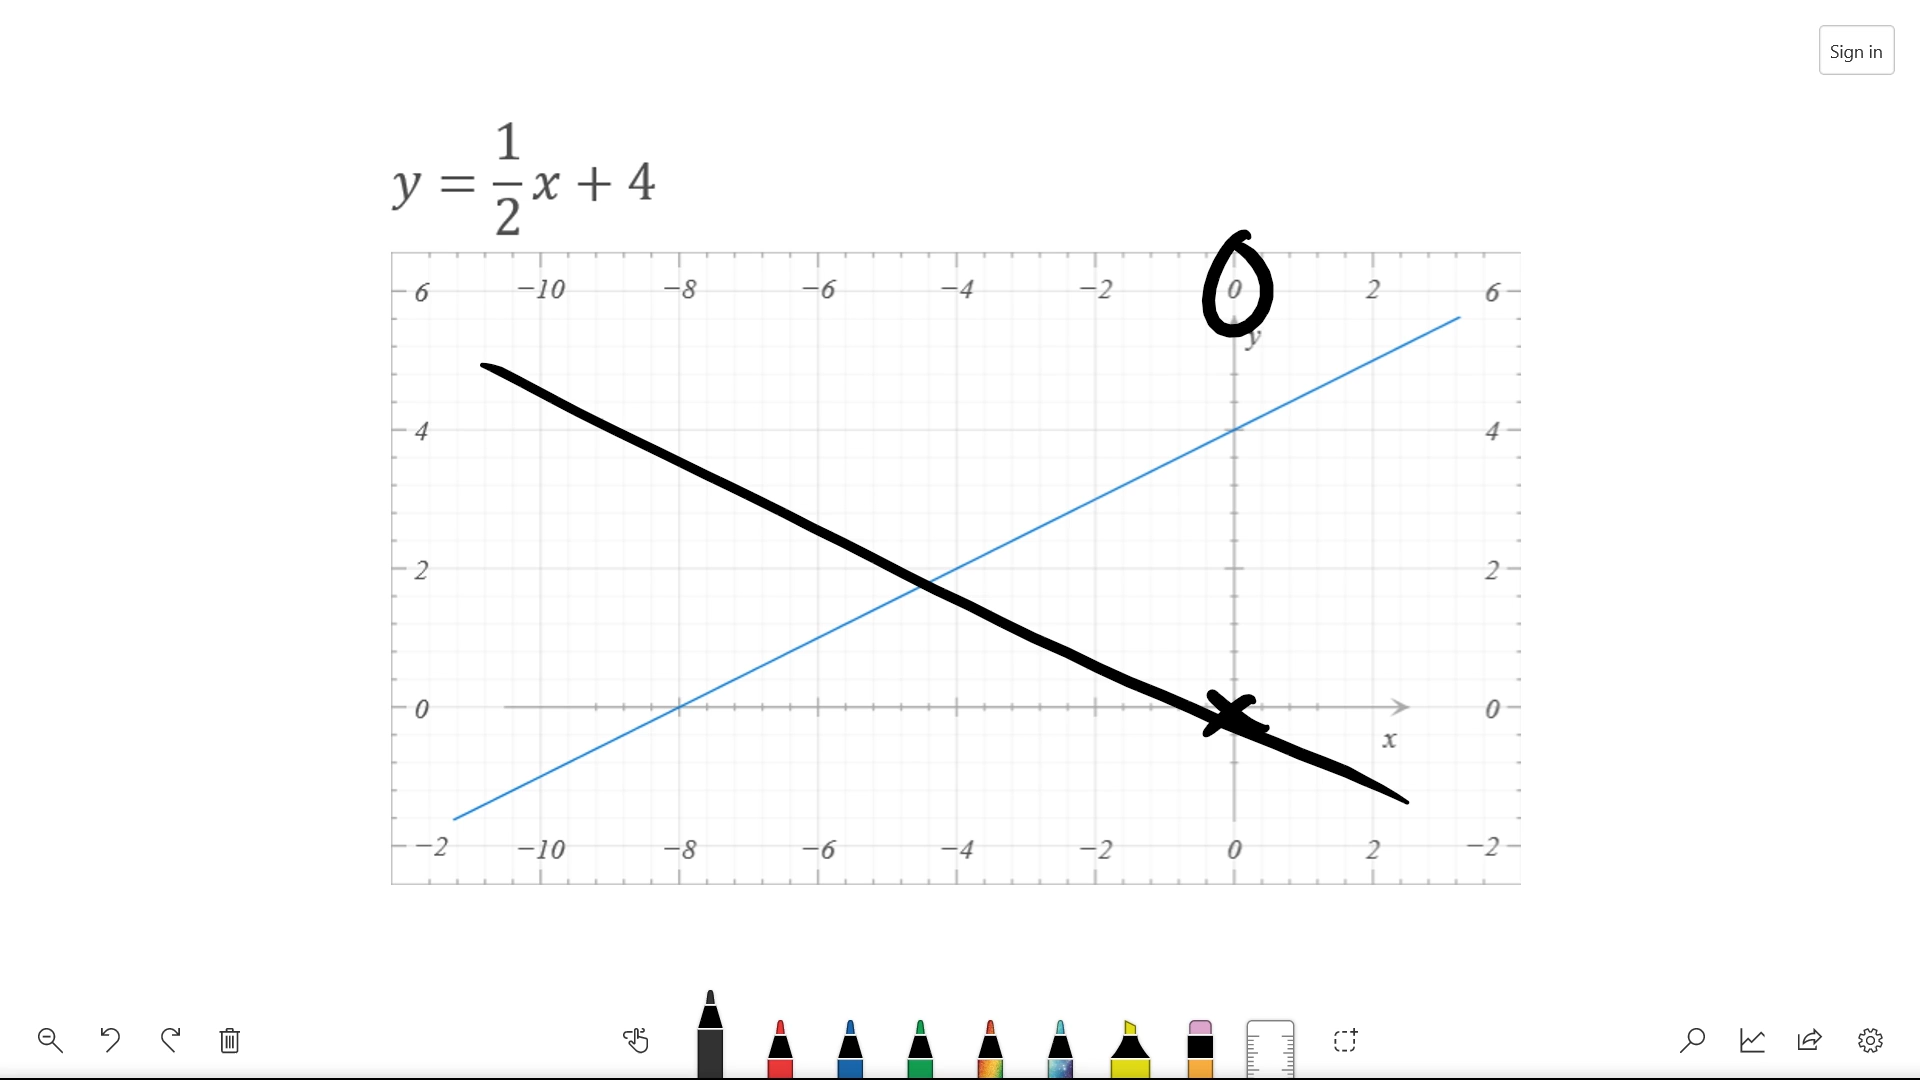 Sign in
y = 1/2 x + 4
6 −10 −8 −6 −4 −2 0 2 6
y
4 4
2 2
0 0
x
−2 −10 −8 −6 −4 −2 0 2 −2